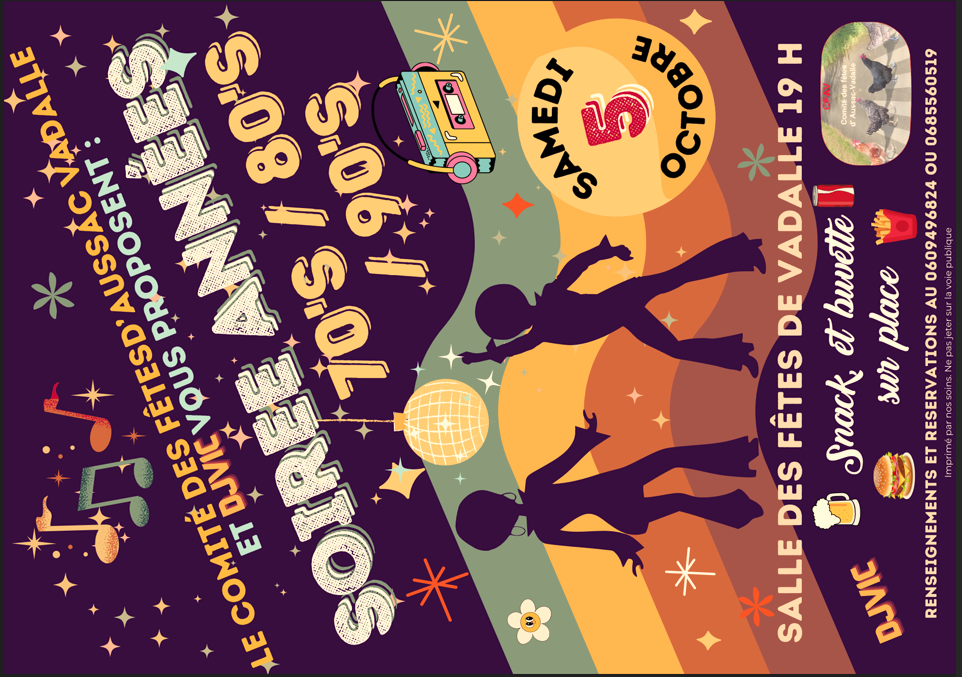 LE COMITÉ DES FÊTES D'AUSSAC VADALLE
ET DJVIC VOUS PROPOSENT :
SOIREE ANNÉES
70'S / 80'S
/ 90'S
SAMEDI
5
OCTOBRE
SALLE DES FÊTES DE VADALLE 19 H
Snack et buvette
sur place
Comité des fêtes
d'Aussac-Vadalle
DJVIC
RENSEIGNEMENTS ET RESERVATIONS AU 0609496824 OU 0685560519
Imprimé par nos soins. Ne pas jeter sur la voie publique